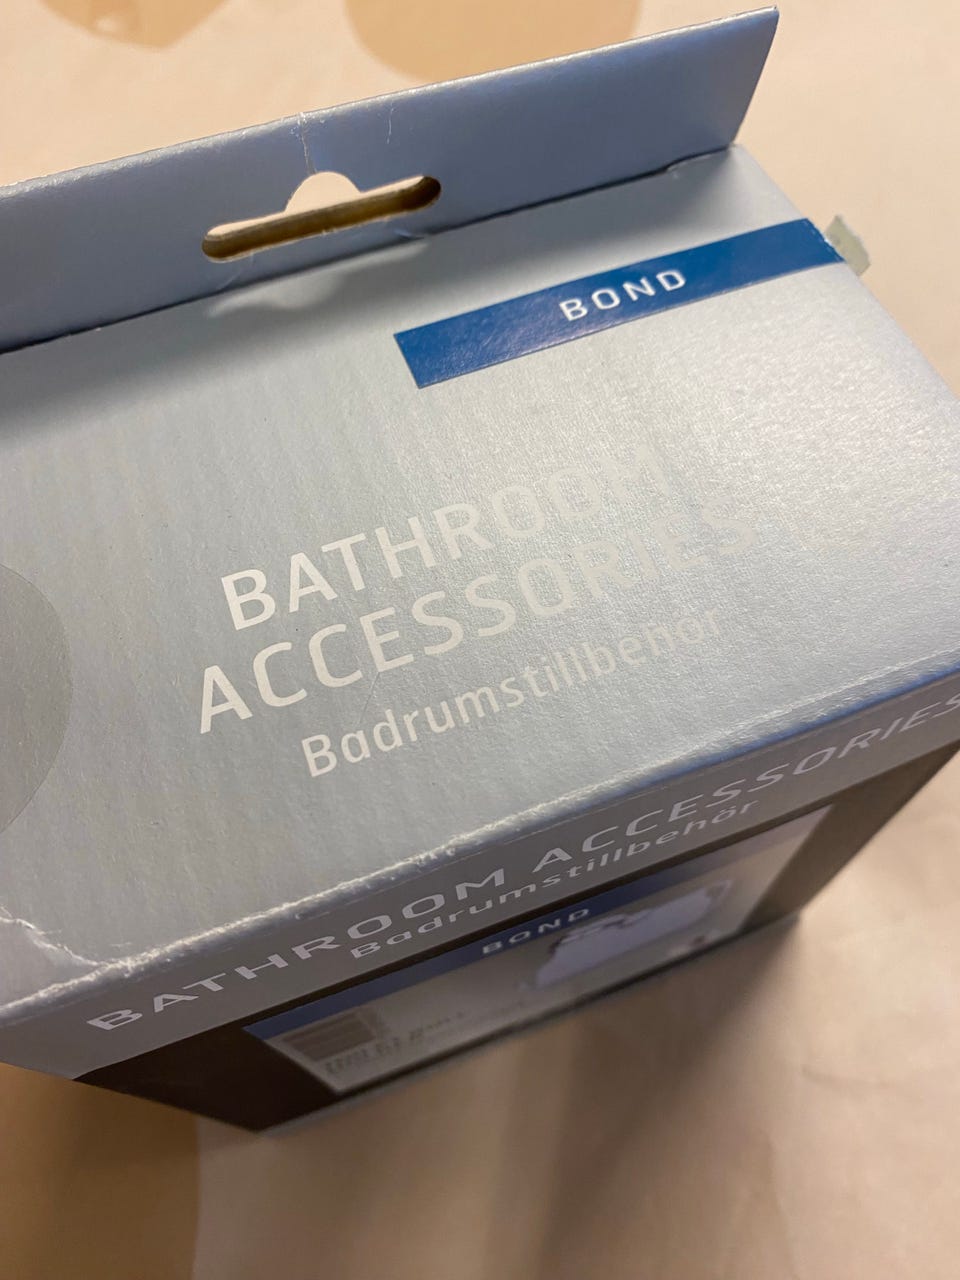 BOND
BATHROOM
ACCESSORIES
Badrumstillbehör
BATHROOM ACCESSORIES
Badrumstillbehör
BOND